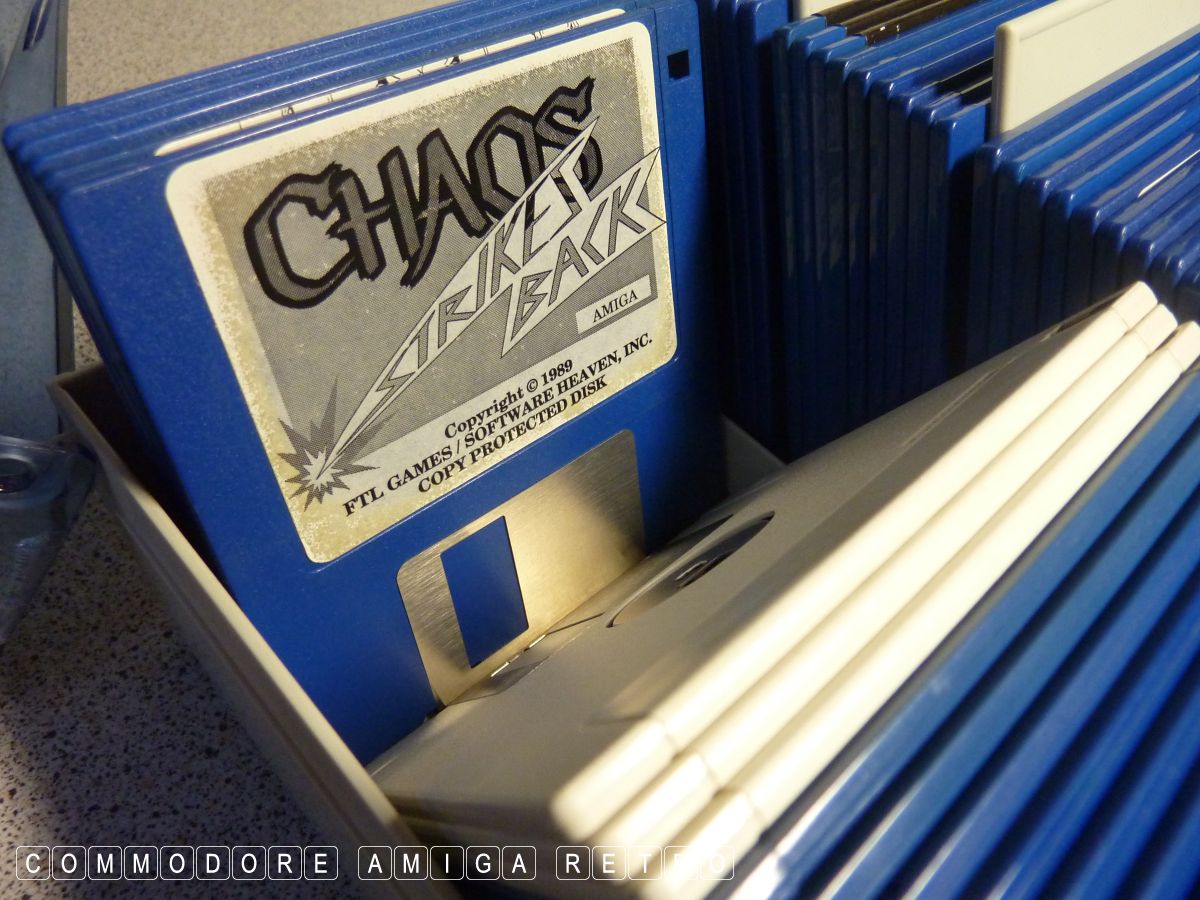 CHAOS
STRIKES
BACK
AMIGA
Copyright © 1989
FTL GAMES / SOFTWARE HEAVEN, INC.
COPY PROTECTED DISK
COMMODORE AMIGA RETRO